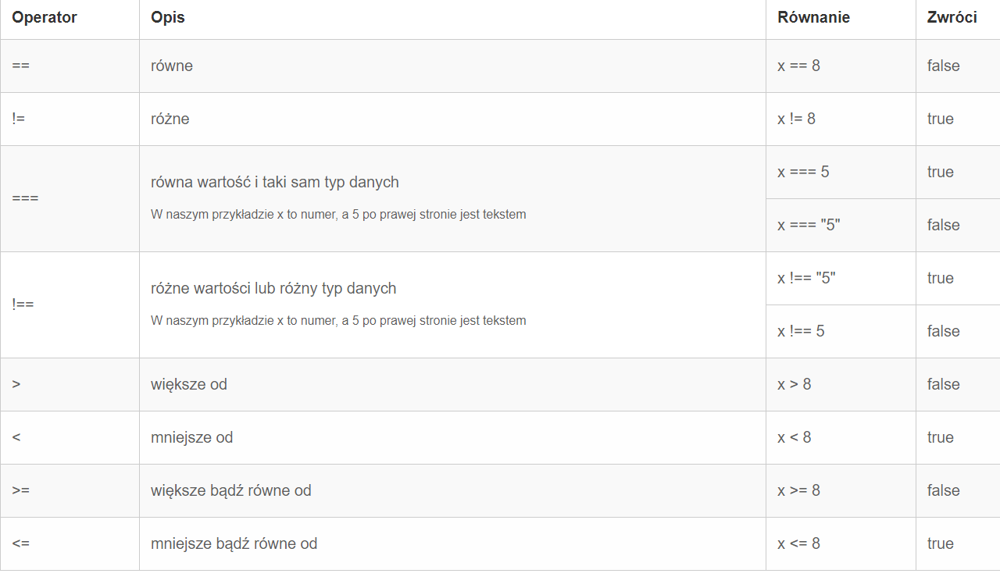 Operator Opis Równanie Zwróci
== równe x == 8 false
!= różne x != 8 true
=== równa wartość i taki sam typ danych x === 5 true
W naszym przykładzie x to numer, a 5 po prawej stronie jest tekstem x === "5" false
!== różne wartości lub różny typ danych x !== "5" true
W naszym przykładzie x to numer, a 5 po prawej stronie jest tekstem x !== 5 false
> większe od x > 8 false
< mniejsze od x < 8 true
>= większe bądź równe od x >= 8 false
<= mniejsze bądź równe od x <= 8 true